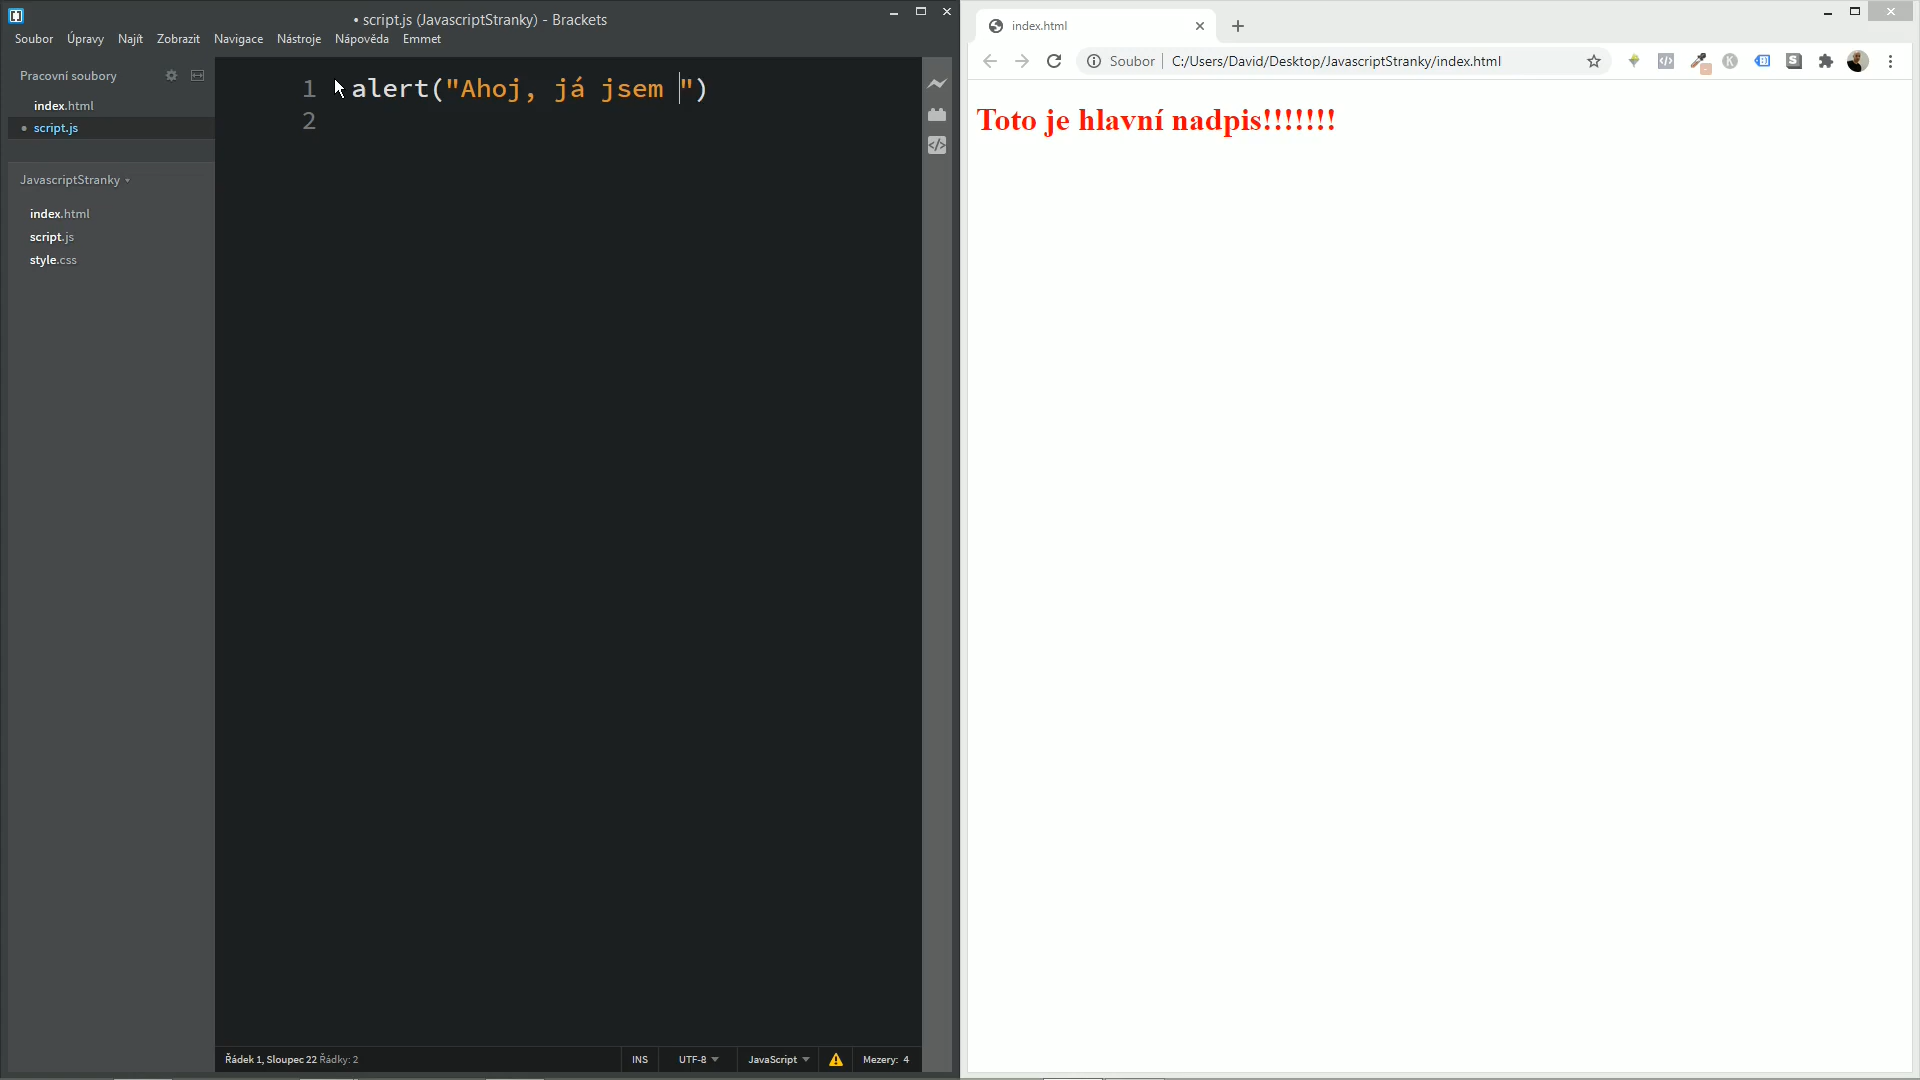 • script.js (JavascriptStranky) - Brackets
Soubor Úpravy Najít Zobrazit Navigace Nástroje Nápověda Emmet
Pracovní soubory
index.html
• script.js
JavascriptStranky
index.html
script.js
style.css
1 alert("Ahoj, já jsem ")
2
Řádek 1, Sloupec 22 Řádky: 2
INS
UTF-8
JavaScript
Mezery: 4
index.html
Soubor C:/Users/David/Desktop/JavascriptStranky/index.html
Toto je hlavní nadpis!!!!!!!